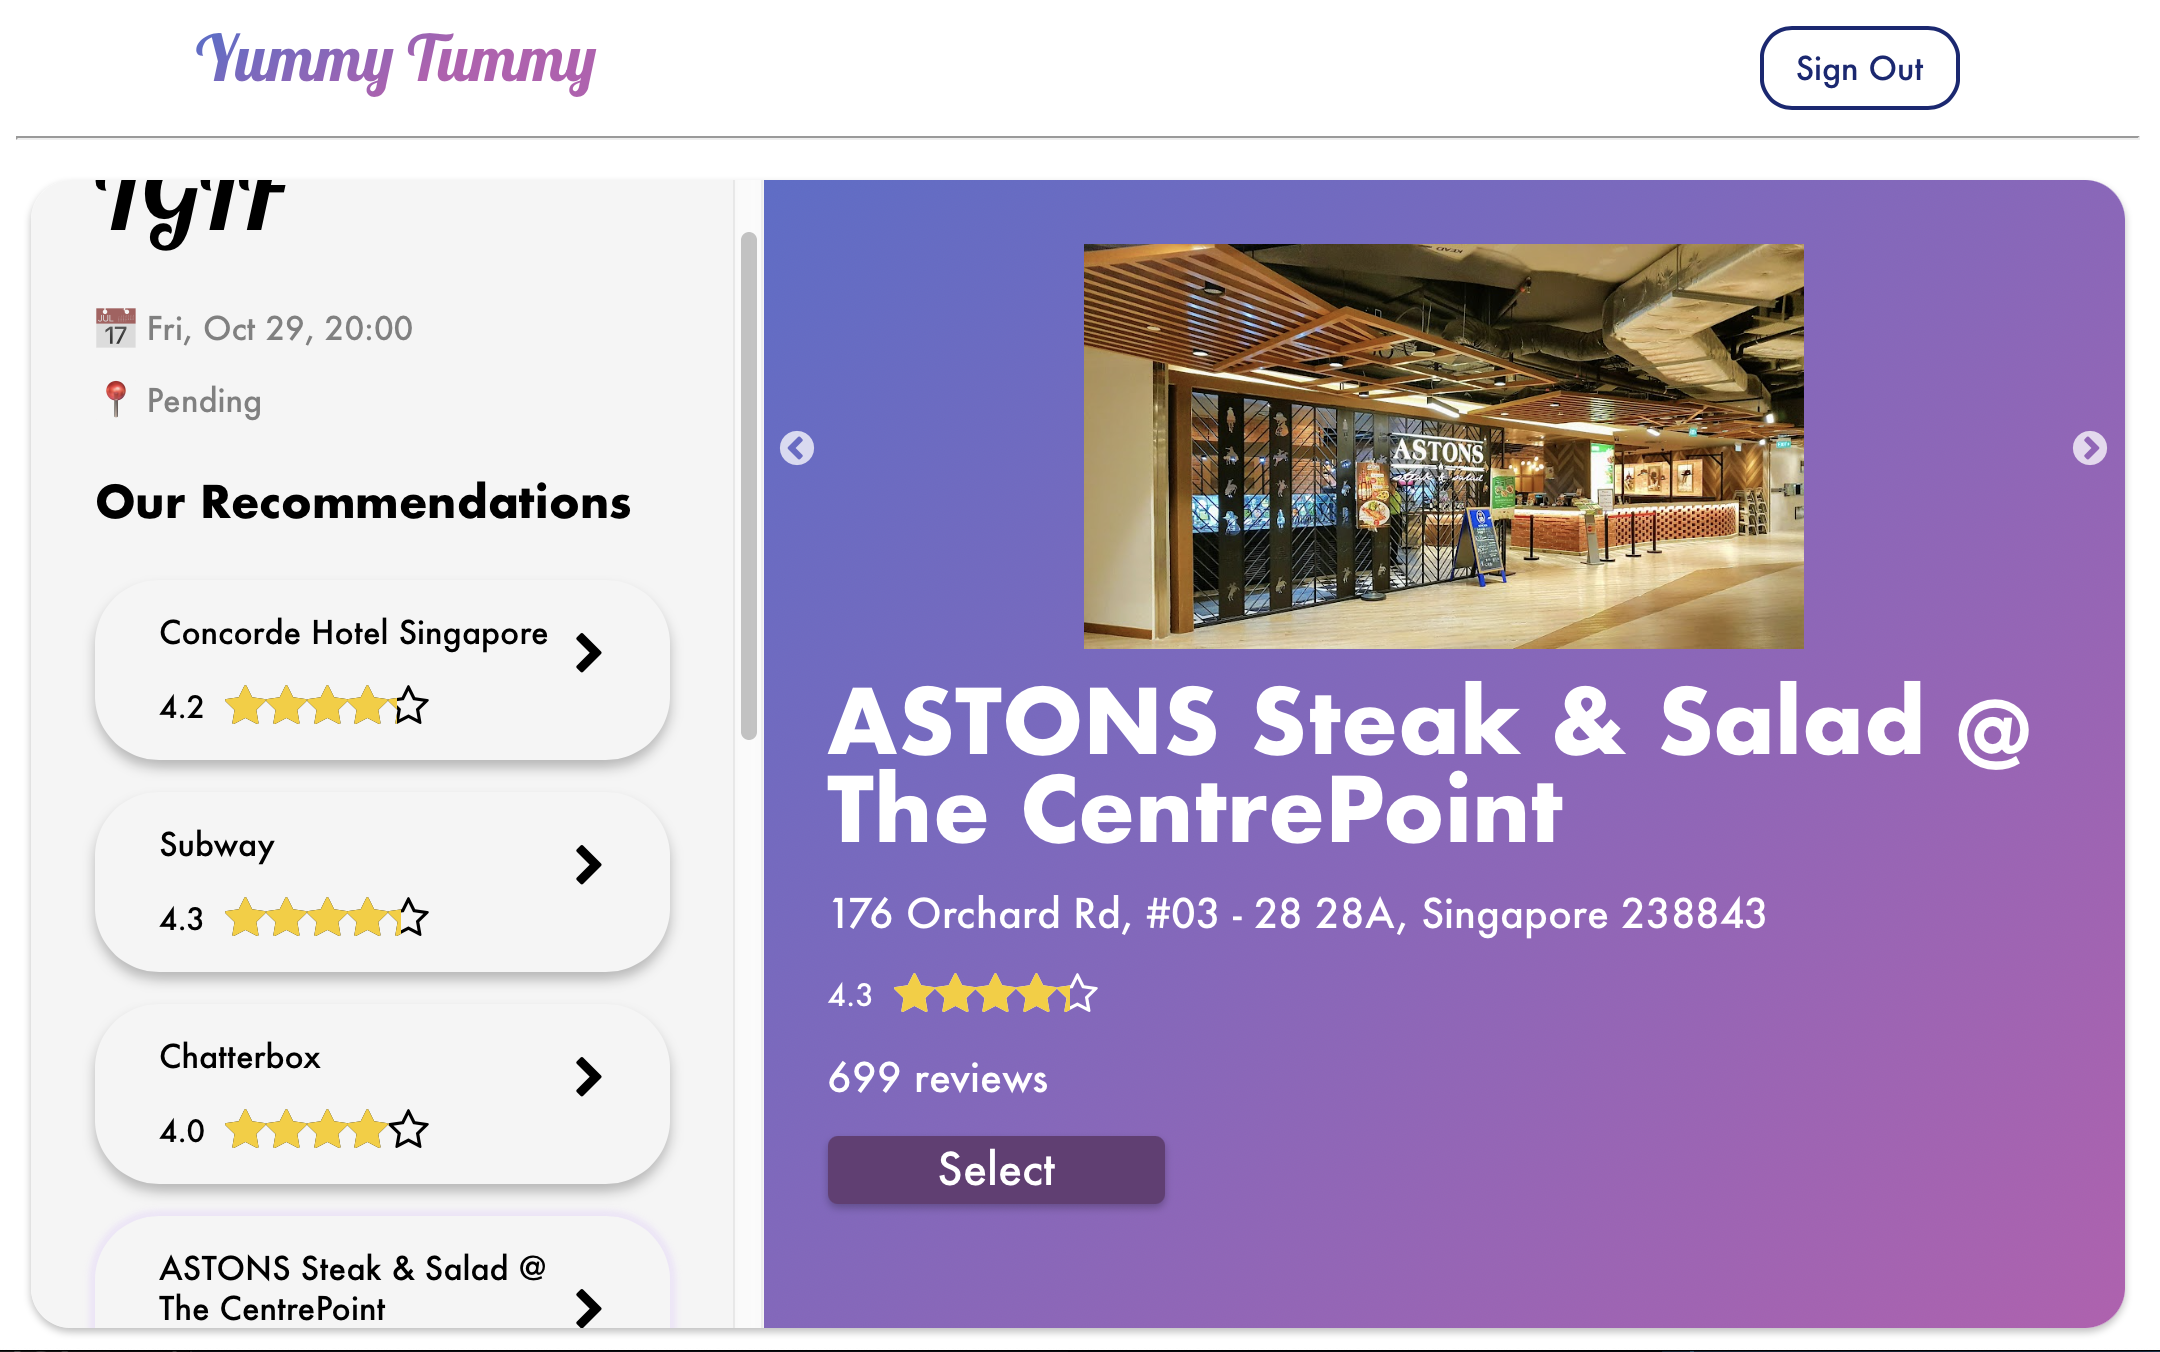 Yummy Tummy
Sign Out
JUL
17
Fri, Oct 29, 20:00
Pending
Our Recommendations
Concorde Hotel Singapore
4.2
Subway
4.3
Chatterbox
4.0
ASTONS Steak & Salad @
The CentrePoint
ASTONS
steak & salad
ASTONS Steak & Salad @
The CentrePoint
176 Orchard Rd, #03 - 28 28A, Singapore 238843
4.3
699 reviews
Select